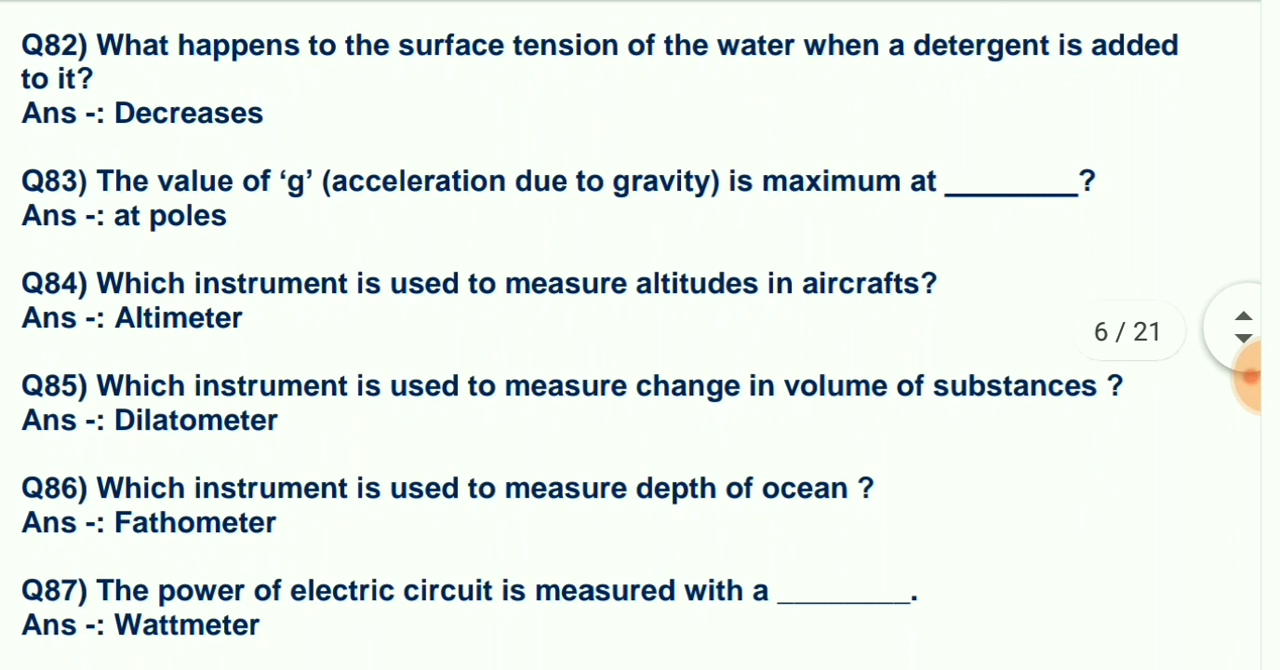 Q82) What happens to the surface tension of the water when a detergent is added
to it?
Ans -: Decreases
Q83) The value of ‘g’ (acceleration due to gravity) is maximum at ________?
Ans -: at poles
Q84) Which instrument is used to measure altitudes in aircrafts?
Ans -: Altimeter
6 / 21
Q85) Which instrument is used to measure change in volume of substances ?
Ans -: Dilatometer
Q86) Which instrument is used to measure depth of ocean ?
Ans -: Fathometer
Q87) The power of electric circuit is measured with a ________.
Ans -: Wattmeter